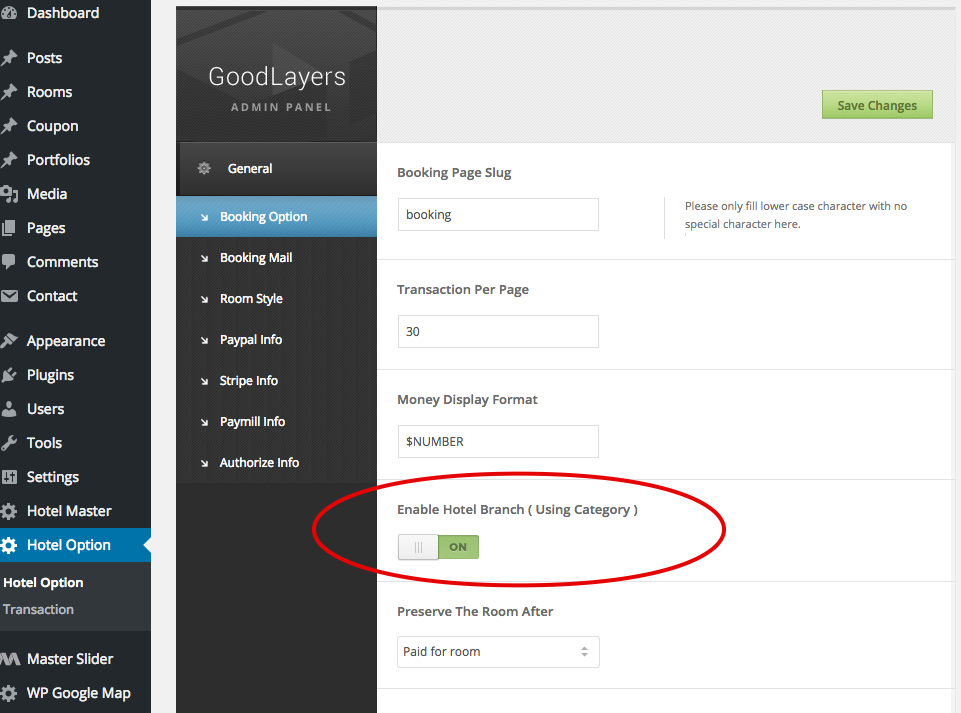 Dashboard
Posts
Rooms
Coupon
Portfolios
Media
Pages
Comments
Contact
Appearance
Plugins
Users
Tools
Settings
Hotel Master
Hotel Option
Hotel Option
Transaction
Master Slider
WP Google Map
GoodLayers
ADMIN PANEL
General
Booking Option
Booking Mail
Room Style
Paypal Info
Stripe Info
Paymill Info
Authorize Info
Save Changes
Booking Page Slug
booking
Please only fill lower case character with no
special character here.
Transaction Per Page
30
Money Display Format
$NUMBER
Enable Hotel Branch ( Using Category )
ON
Preserve The Room After
Paid for room